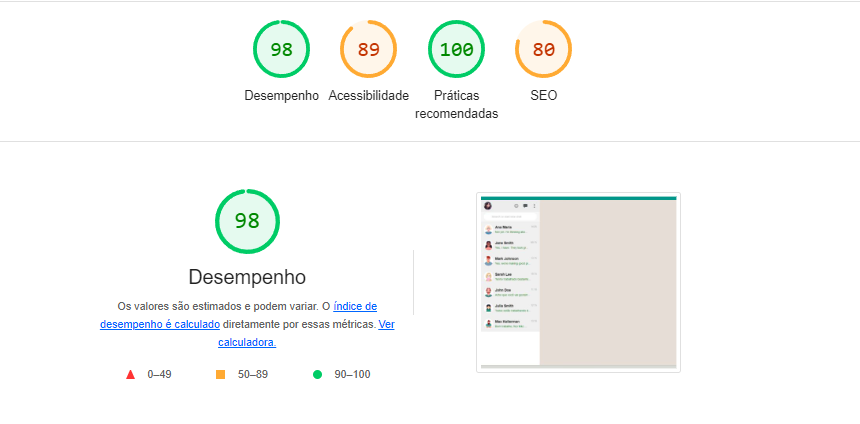 98
89
100
80
Desempenho
Acessibilidade
Práticas
recomendadas
SEO
98
Desempenho
Os valores são estimados e podem variar. O índice de
desempenho é calculado diretamente por essas métricas. Ver
calculadora.
0–49
50–89
90–100
Ana Maria
Jane Smith
Mark Johnson
Sarah Lee
John Doe
Julia Smith